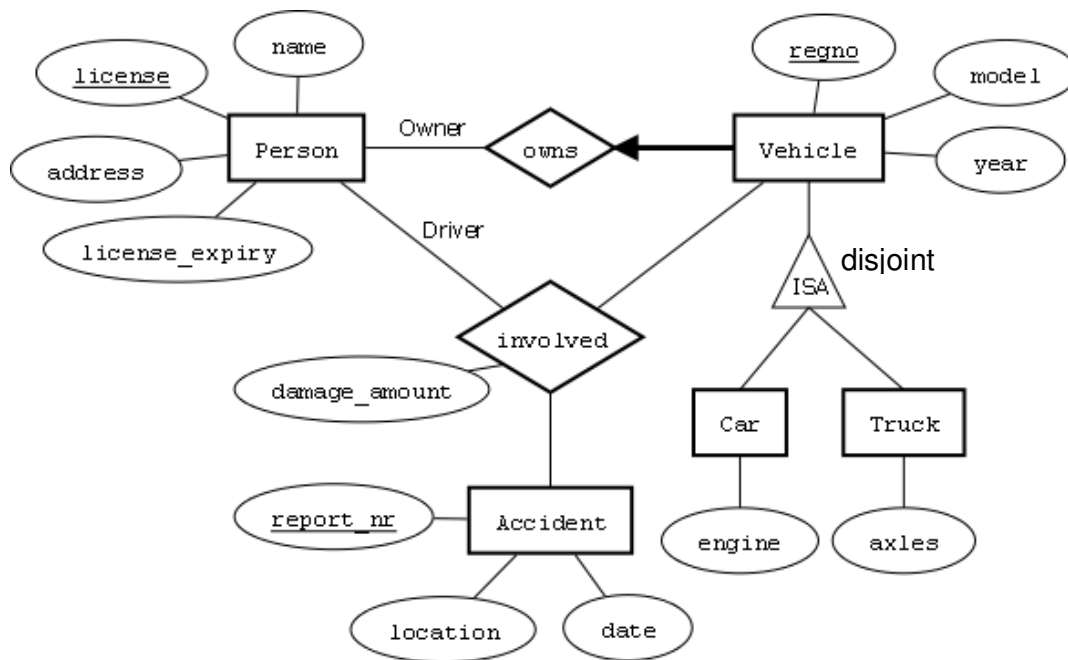 name
regno
license
model
Owner
Person
owns
Vehicle
address
year
Driver
license_expiry
disjoint
ISA
involved
damage_amount
Car
Truck
report_nr
Accident
engine
axles
location
date